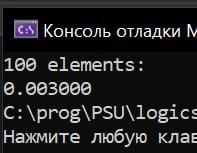 Консоль отладки M
100 elements:
0.003000
C:\prog\PSU\logics
Нажмите любую клав